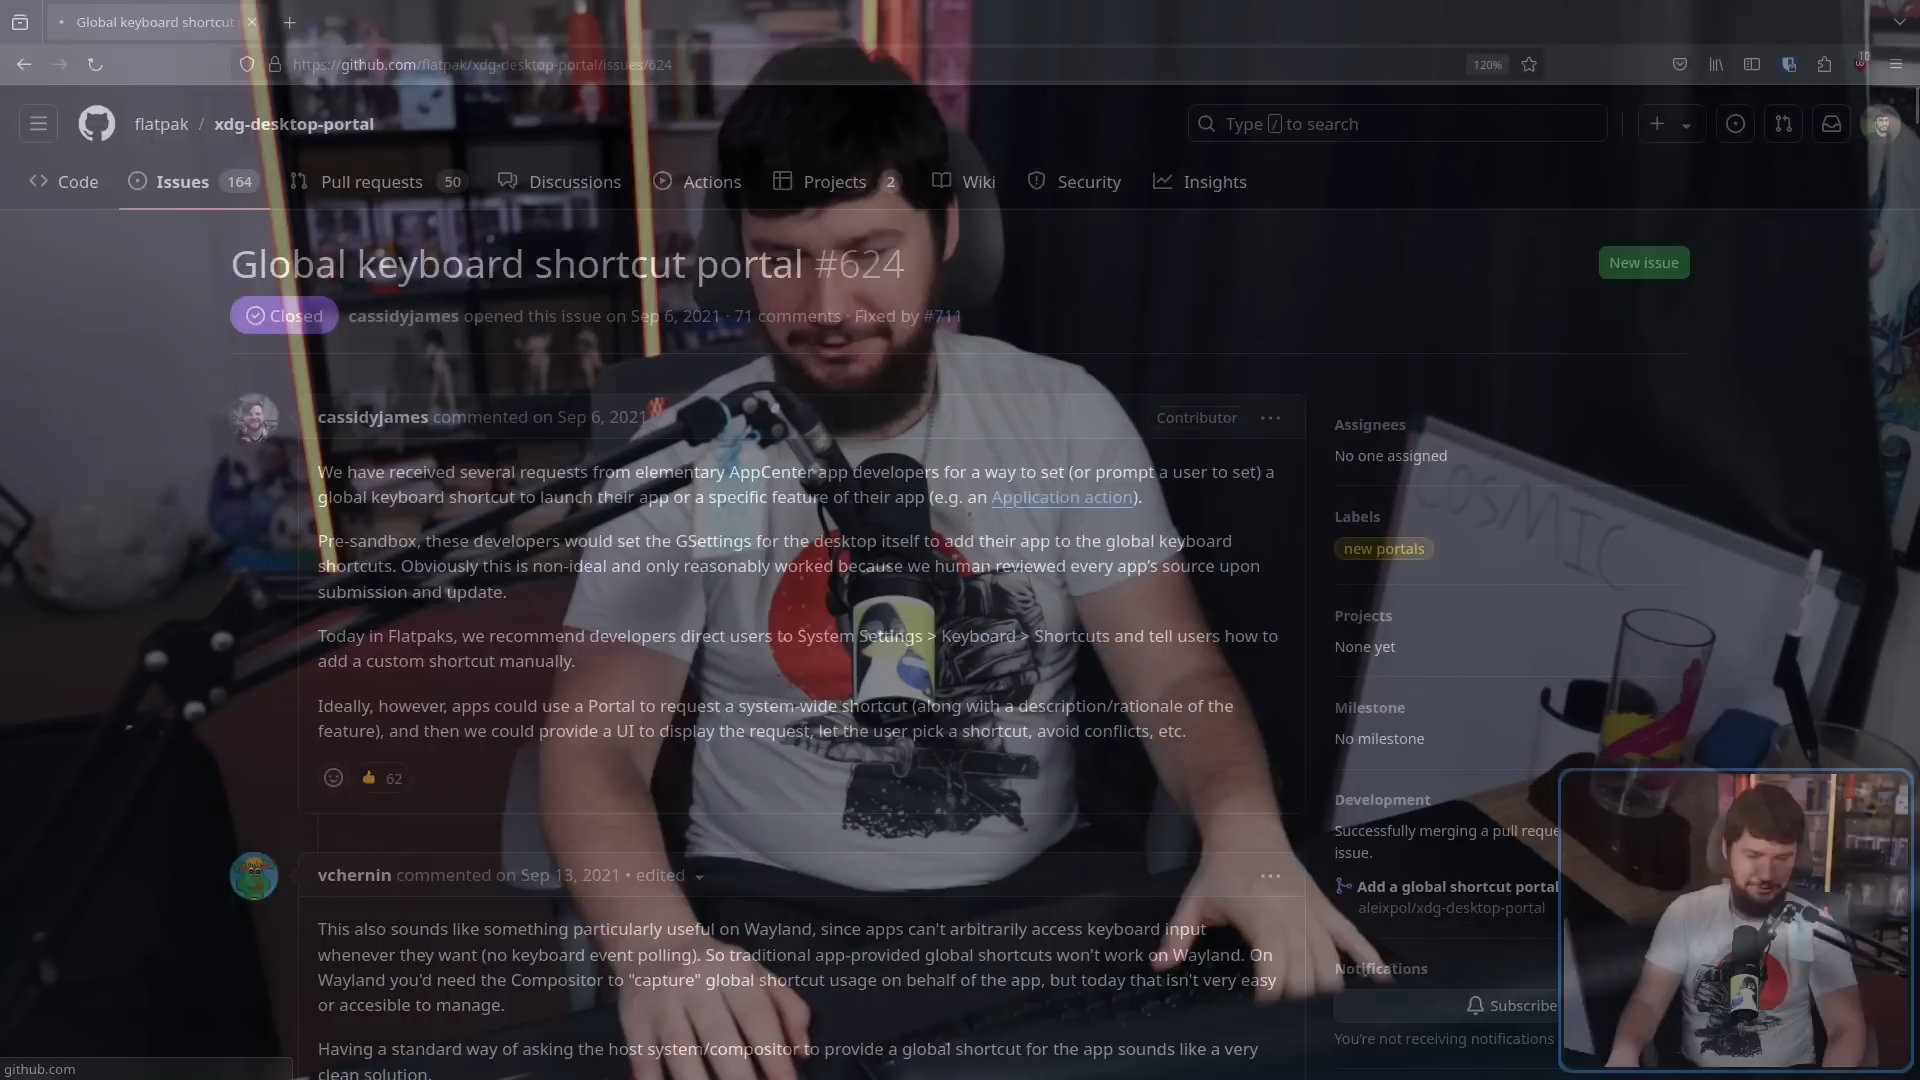 Global keyboard shortcut
https://github.com/flatpak/xdg-desktop-portal/issues/624
120%
10
flatpak / xdg-desktop-portal
Type / to search
Code
Issues 164
Pull requests 50
Discussions
Actions
Projects 2
Wiki
Security
Insights
Global keyboard shortcut portal #624
New issue
Closed cassidyjames opened this issue on Sep 6, 2021 · 71 comments · Fixed by #711
cassidyjames commented on Sep 6, 2021
Contributor
We have received several requests from elementary AppCenter app developers for a way to set (or prompt a user to set) a
global keyboard shortcut to launch their app or a specific feature of their app (e.g. an Application action).
Pre-sandbox, these developers would set the GSettings for the desktop itself to add their app to the global keyboard
shortcuts. Obviously this is non-ideal and only reasonably worked because we human reviewed every app's source upon
submission and update.
Today in Flatpaks, we recommend developers direct users to System Settings > Keyboard > Shortcuts and tell users how to
add a custom shortcut manually.
Ideally, however, apps could use a Portal to request a system-wide shortcut (along with a description/rationale of the
feature), and then we could provide a UI to display the request, let the user pick a shortcut, avoid conflicts, etc.
62
vchernin commented on Sep 13, 2021 • edited
This also sounds like something particularly useful on Wayland, since apps can't arbitrarily access keyboard input
whenever they want (no keyboard event polling). So traditional app-provided global shortcuts won't work on Wayland. On
Wayland you'd need the Compositor to "capture" global shortcut usage on behalf of the app, but today that isn't very easy
or accesible to manage.
Having a standard way of asking the host system/compositor to provide a global shortcut for the app sounds like a very
clean solution.
Assignees
No one assigned
Labels
new portals
Projects
None yet
Milestone
No milestone
Development
Successfully merging a pull reque
issue.
Add a global shortcut portal
aleixpol/xdg-desktop-portal
Notifications
Subscribe
You're not receiving notifications
COSMIC
github.com